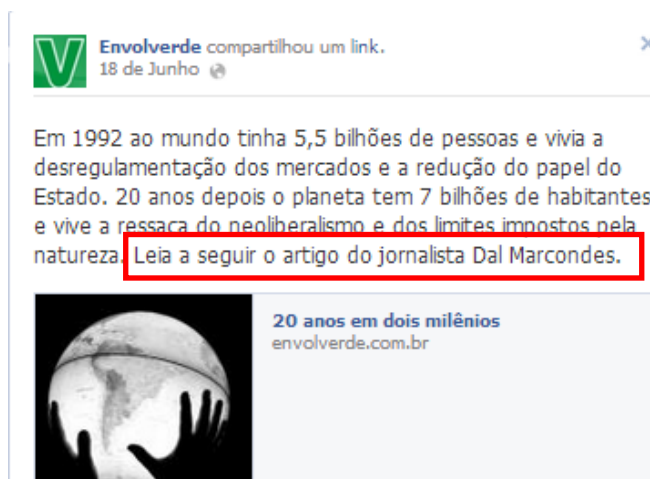 Envolverde compartilhou um link.
18 de Junho
Em 1992 ao mundo tinha 5,5 bilhões de pessoas e vivia a
desregulamentação dos mercados e a redução do papel do
Estado. 20 anos depois o planeta tem 7 bilhões de habitantes
e vive a ressaca do neoliberalismo e dos limites impostos pela
natureza. Leia a seguir o artigo do jornalista Dal Marcondes.
20 anos em dois milênios
envolverde.com.br